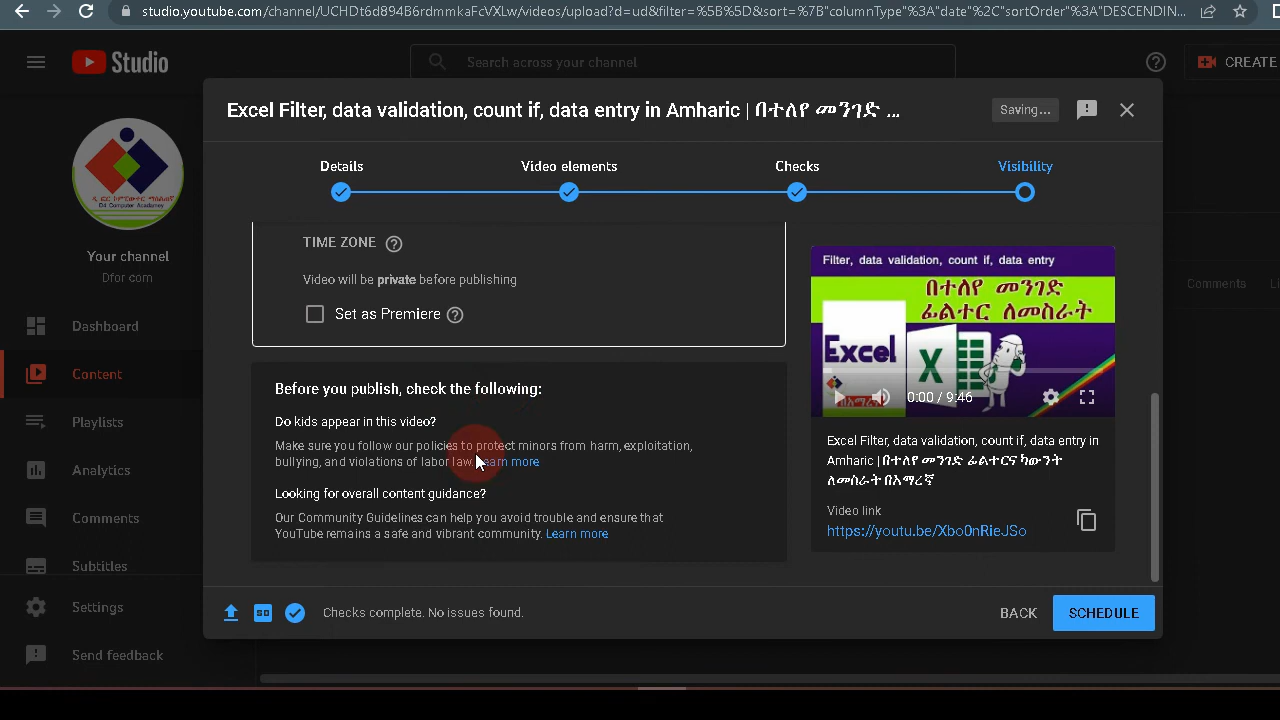 studio.youtube.com/channel/UCHDt6d894B6rdmmkaFcVXLw/videos/upload?d=ud&filter=%5B%5D&sort=%7B"columnType"%3A"date"%2C"sortOrder"%3A"DESCENDIN...
Studio
Search across your channel
CREATE
Excel Filter, data validation, count if, data entry in Amharic | በተለየ መንገድ ...
Saving...
Details
Video elements
Checks
Visibility
ዲ ፎር ኮምፒውተር ማሰልጠኛ
D4 Computer Acadamey
Your channel
Dfor com
Dashboard
Content
Playlists
Analytics
Comments
Subtitles
Settings
Send feedback
TIME ZONE
Video will be private before publishing
Set as Premiere
Before you publish, check the following:
Do kids appear in this video?
Make sure you follow our policies to protect minors from harm, exploitation,
bullying, and violations of labor law. Learn more
Looking for overall content guidance?
Our Community Guidelines can help you avoid trouble and ensure that
YouTube remains a safe and vibrant community. Learn more
Filter, data validation, count if, data entry
በተለየ መንገድ
ፊልተር ለመስራት
Excel
X
0:00 / 9:46
Excel Filter, data validation, count if, data entry in
Amharic | በተለየ መንገድ ፊልተርና ካውንት
ለመስራት በአማረኛ
Video link
https://youtu.be/Xbo0nRieJSo
Comments
SD
Checks complete. No issues found.
BACK
SCHEDULE